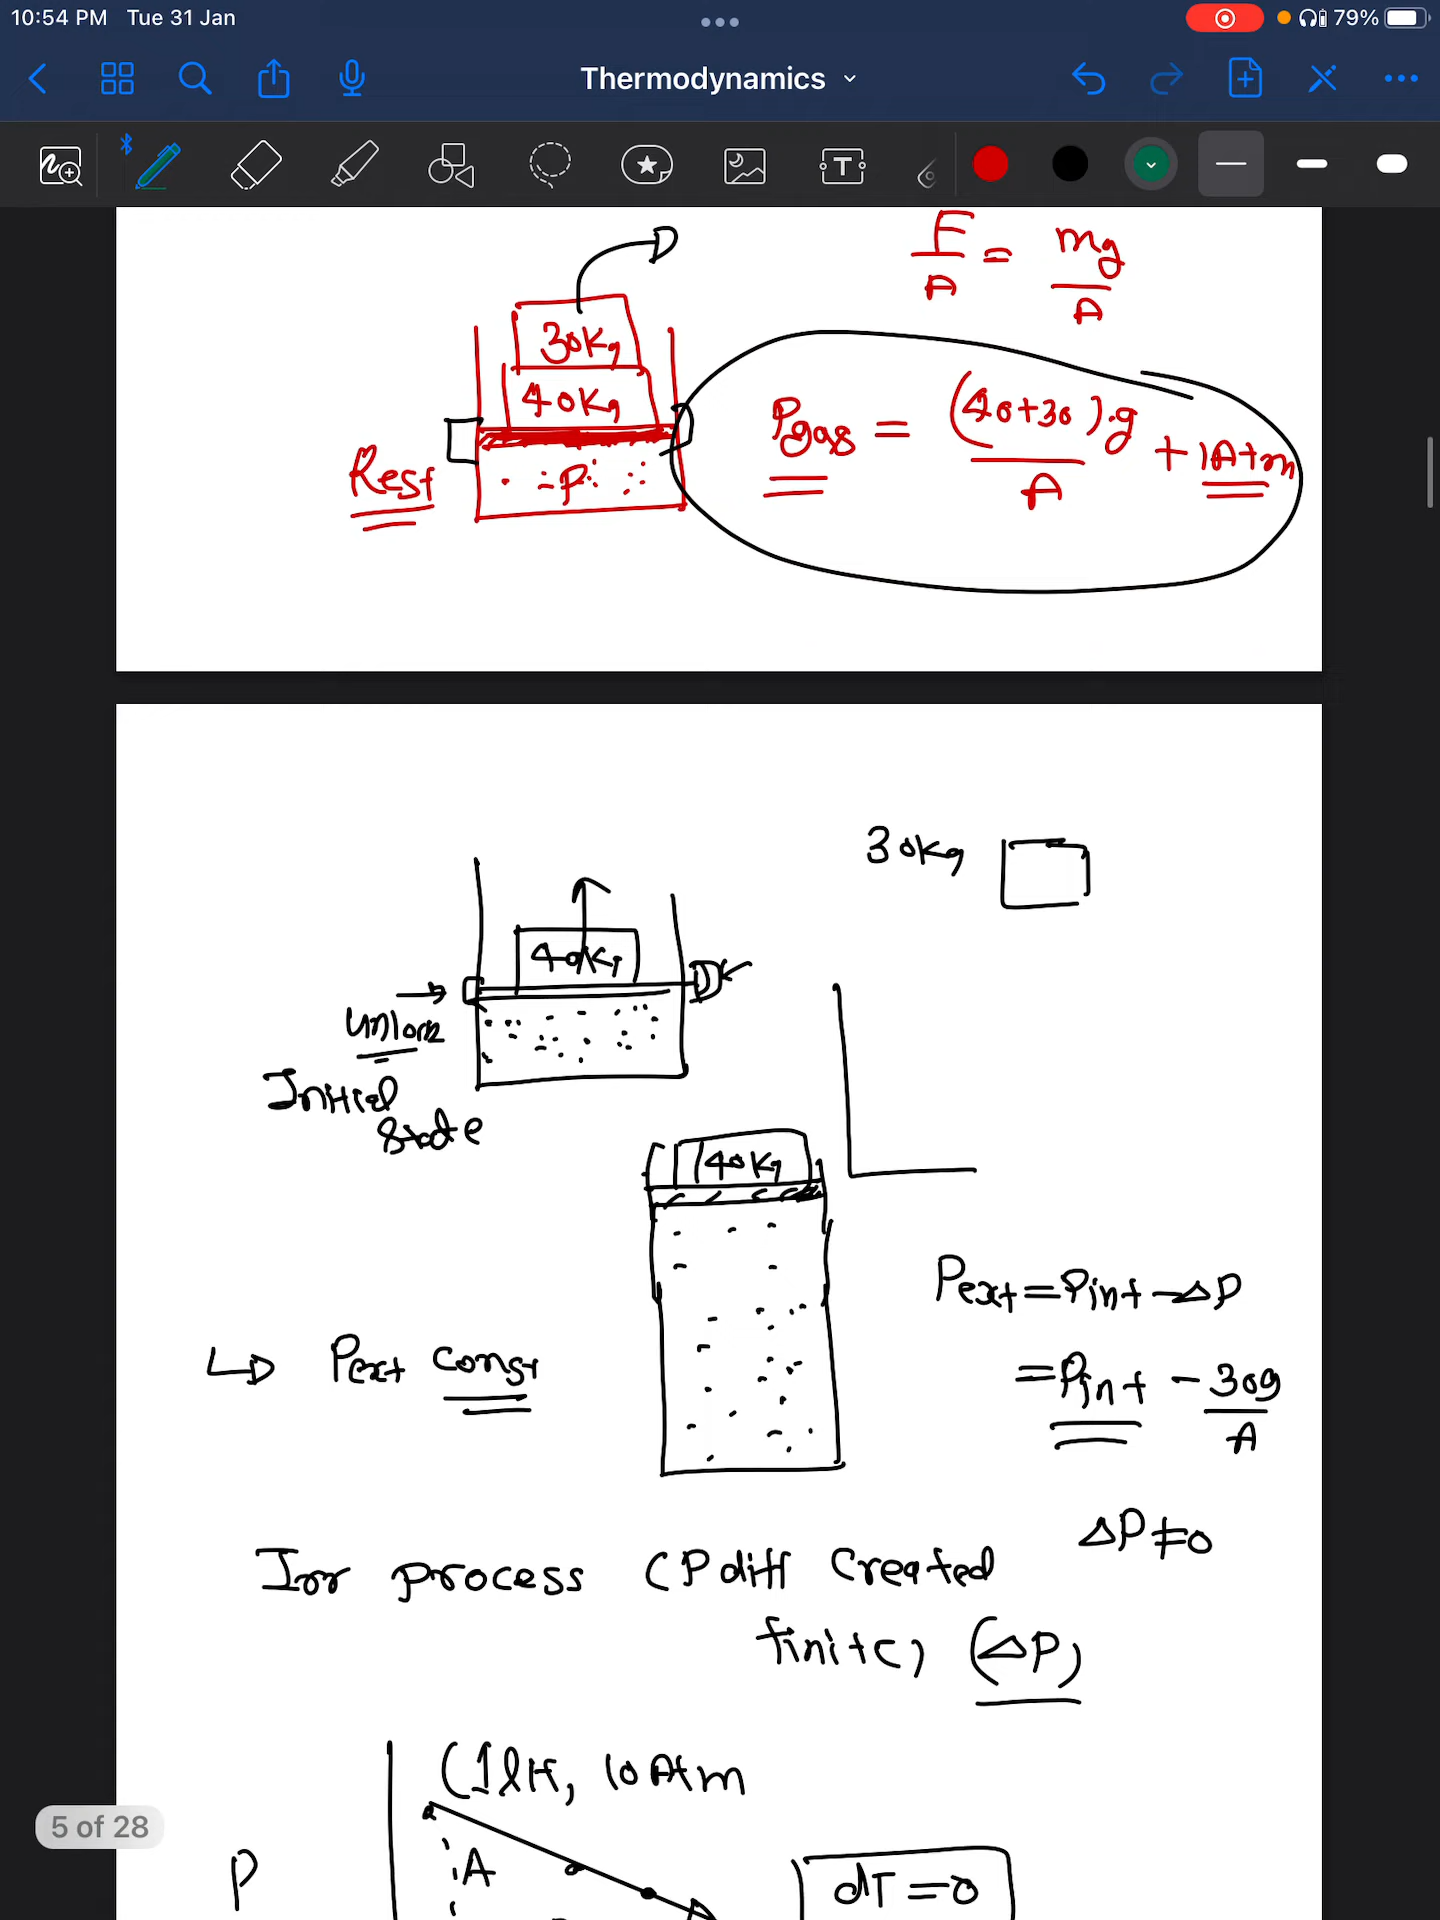 10:54 PM Tue 31 Jan
79%
Thermodynamics
T
F/A = mg/A
30Kg
40Kg
Rest
P
Pgas = (40+30).g/A + 1Atm
30Kg
40Kg
Initial
state
40Kg
Pext = Pint - ΔP
= Pint - 30g/A
↳ Pext const
ΔP ≠ 0
Irr process (P diff created
finite) (ΔP)
(1 lit, 10 Atm
A
P
dT = 0
5 of 28